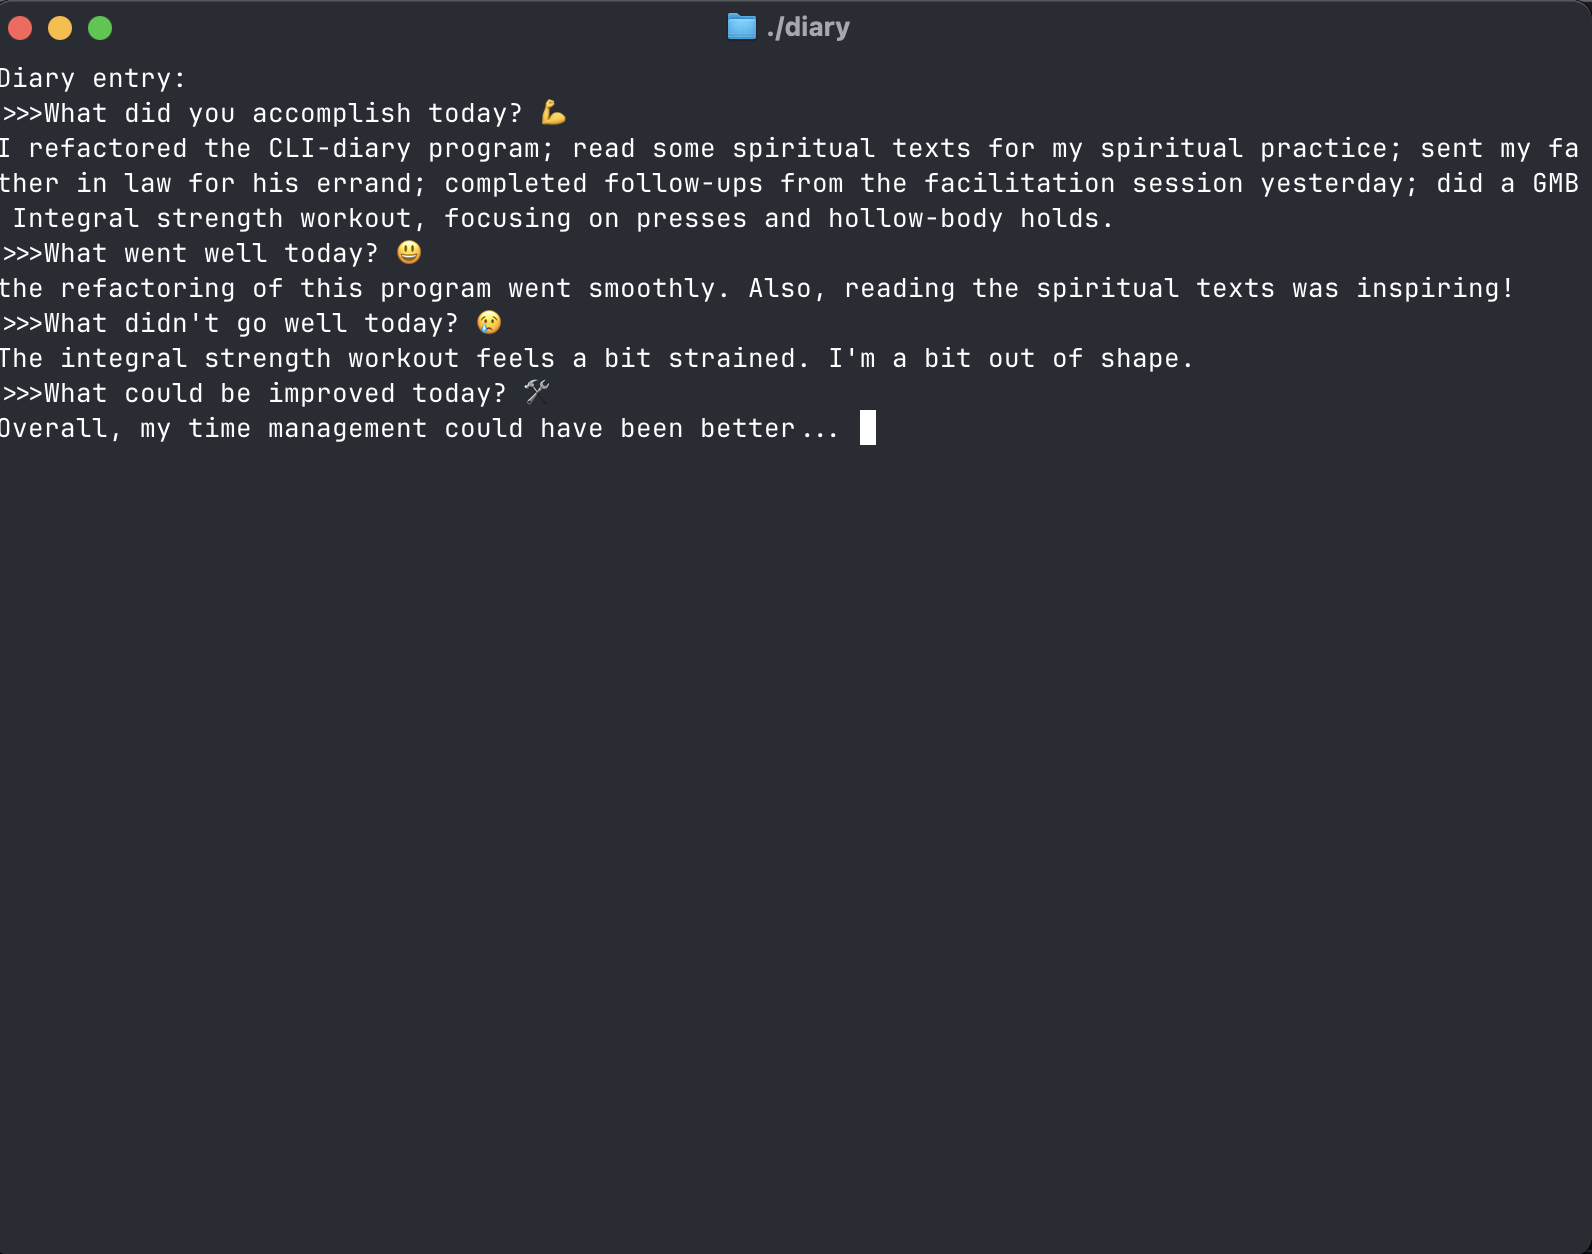 ./diary
Diary entry:
>>>What did you accomplish today? 💪
I refactored the CLI-diary program; read some spiritual texts for my spiritual practice; sent my fa
ther in law for his errand; completed follow-ups from the facilitation session yesterday; did a GMB
Integral strength workout, focusing on presses and hollow-body holds.
>>>What went well today? 😃
the refactoring of this program went smoothly. Also, reading the spiritual texts was inspiring!
>>>What didn't go well today? 😢
The integral strength workout feels a bit strained. I'm a bit out of shape.
>>>What could be improved today? 🛠
Overall, my time management could have been better...